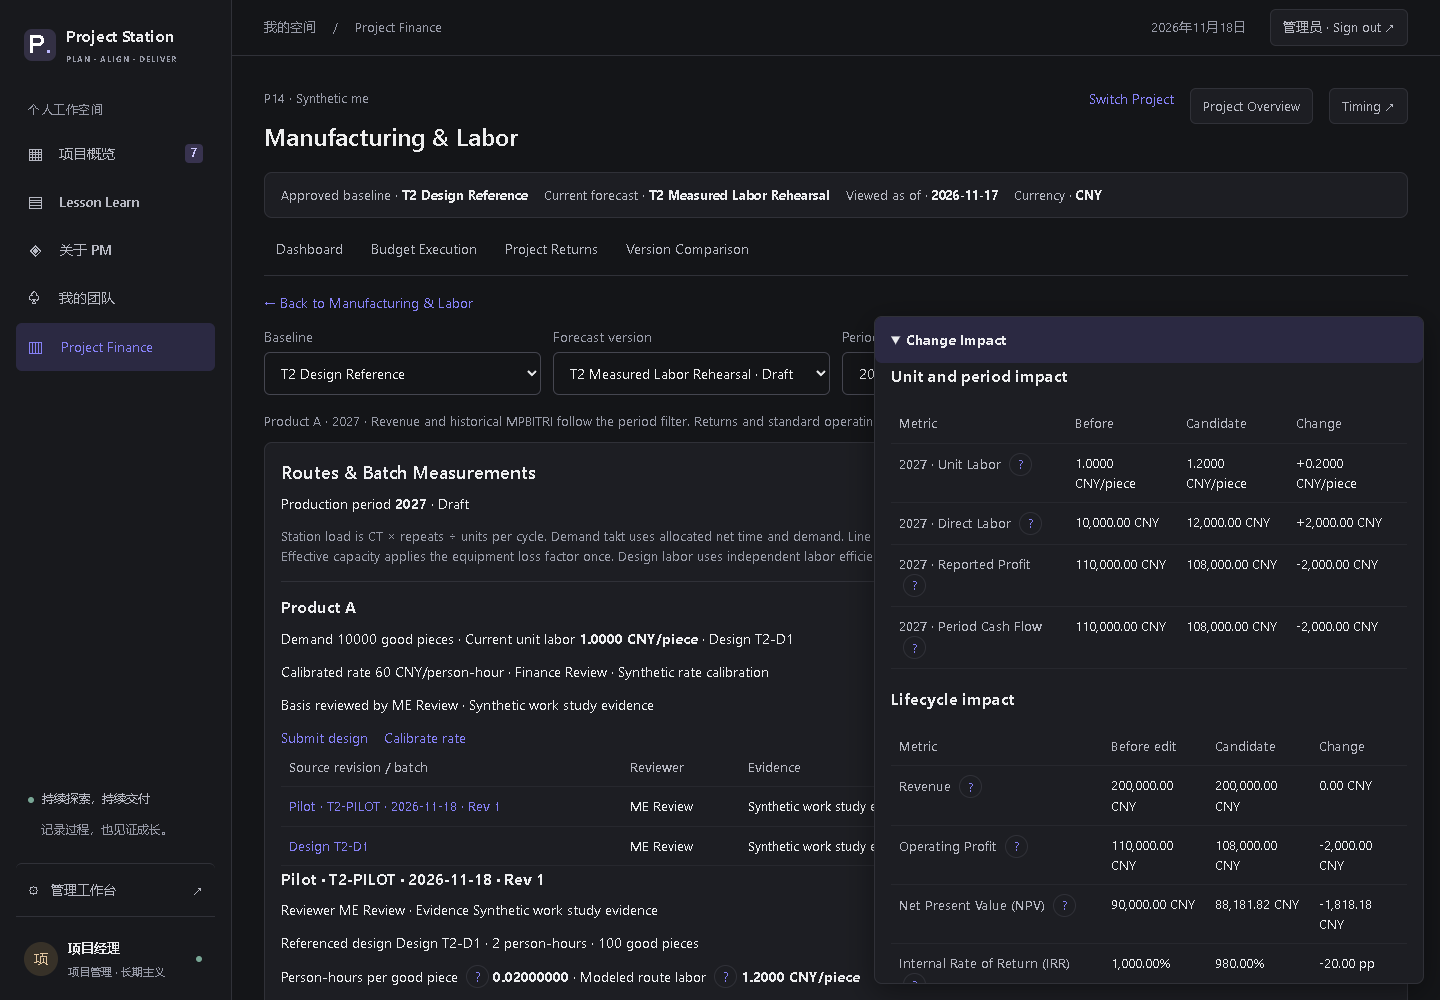 P.
Project Station
PLAN · ALIGN · DELIVER
个人工作空间
项目概览
7
Lesson Learn
关于 PM
我的团队
Project Finance
持续探索，持续交付
记录过程，也见证成长。
管理工作台 ↗
项
项目经理
项目管理 · 长期主义
我的空间 / Project Finance
2026年11月18日
管理员 · Sign out ↗
P14 · Synthetic me
Manufacturing & Labor
Switch Project
Project Overview
Timing ↗
Approved baseline · T2 Design Reference Current forecast · T2 Measured Labor Rehearsal Viewed as of · 2026-11-17 Currency · CNY
Dashboard Budget Execution Project Returns Version Comparison
← Back to Manufacturing & Labor
Baseline
T2 Design Reference
Forecast version
T2 Measured Labor Rehearsal · Draft
Product A · 2027 · Revenue and historical MPBITRI follow the period filter. Returns and standard
Routes & Batch Measurements
Production period 2027 · Draft
Station load is CT × repeats ÷ units per cycle. Demand takt uses allocated net time and demand. Line
Effective capacity applies the equipment loss factor once. Design labor uses independent labor
Product A
Demand 10000 good pieces · Current unit labor 1.0000 CNY/piece · Design T2-D1
Calibrated rate 60 CNY/person-hour · Finance Review · Synthetic rate calibration
Basis reviewed by ME Review · Synthetic work study evidence
Submit design Calibrate rate
Source revision / batch Reviewer Evidence
Pilot · T2-PILOT · 2026-11-18 · Rev 1 ME Review Synthetic work study
Design T2-D1 ME Review Synthetic work study
Pilot · T2-PILOT · 2026-11-18 · Rev 1
Reviewer ME Review · Evidence Synthetic work study evidence
Referenced design Design T2-D1 · 2 person-hours · 100 good pieces
Person-hours per good piece ? 0.02000000 · Modeled route labor ? 1.2000 CNY/piece
▼ Change Impact
Unit and period impact
Metric Before Candidate Change
2027 · Unit Labor ? 1.0000 CNY/piece 1.2000 CNY/piece +0.2000 CNY/piece
2027 · Direct Labor ? 10,000.00 CNY 12,000.00 CNY +2,000.00 CNY
2027 · Reported Profit ? 110,000.00 CNY 108,000.00 CNY -2,000.00 CNY
2027 · Period Cash Flow ? 110,000.00 CNY 108,000.00 CNY -2,000.00 CNY
Lifecycle impact
Metric Before edit Candidate Change
Revenue ? 200,000.00 CNY 200,000.00 CNY 0.00 CNY
Operating Profit ? 110,000.00 CNY 108,000.00 CNY -2,000.00 CNY
Net Present Value (NPV) ? 90,000.00 CNY 88,181.82 CNY -1,818.18 CNY
Internal Rate of Return (IRR) 1,000.00% 980.00% -20.00 pp